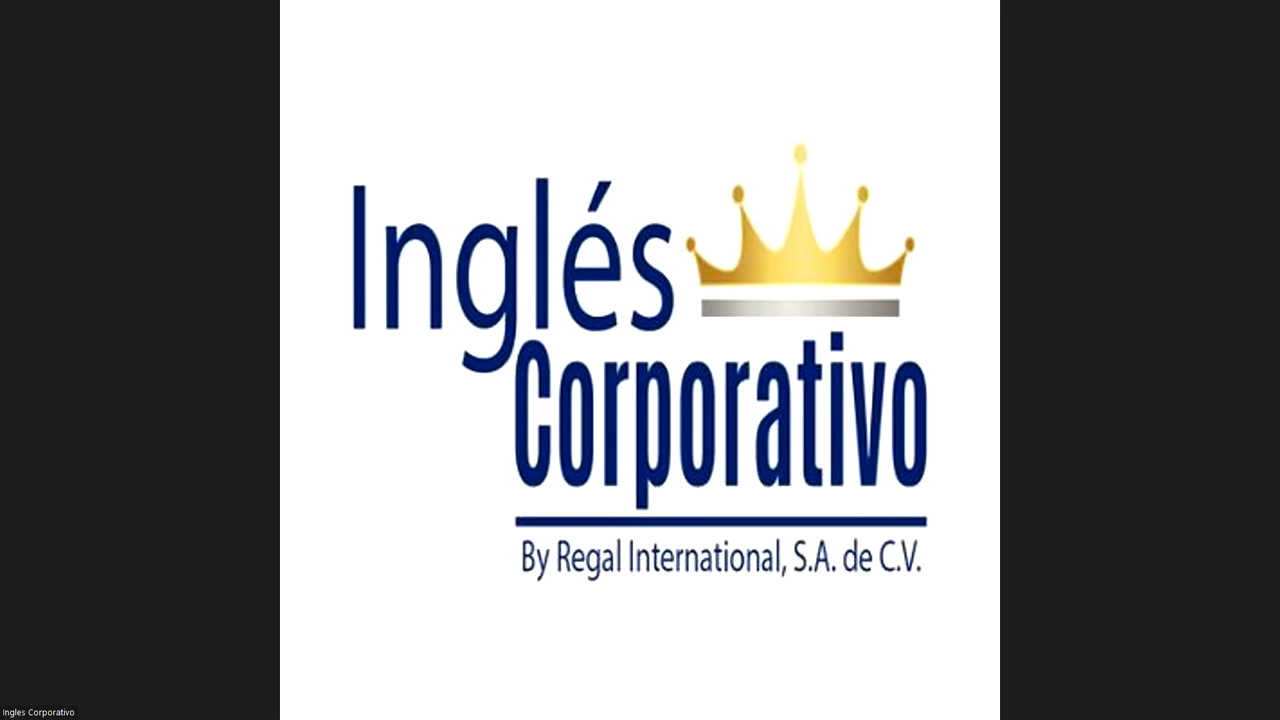 Inglés
Corporativo
By Regal International, S.A. de C.V.
Ingles Corporativo